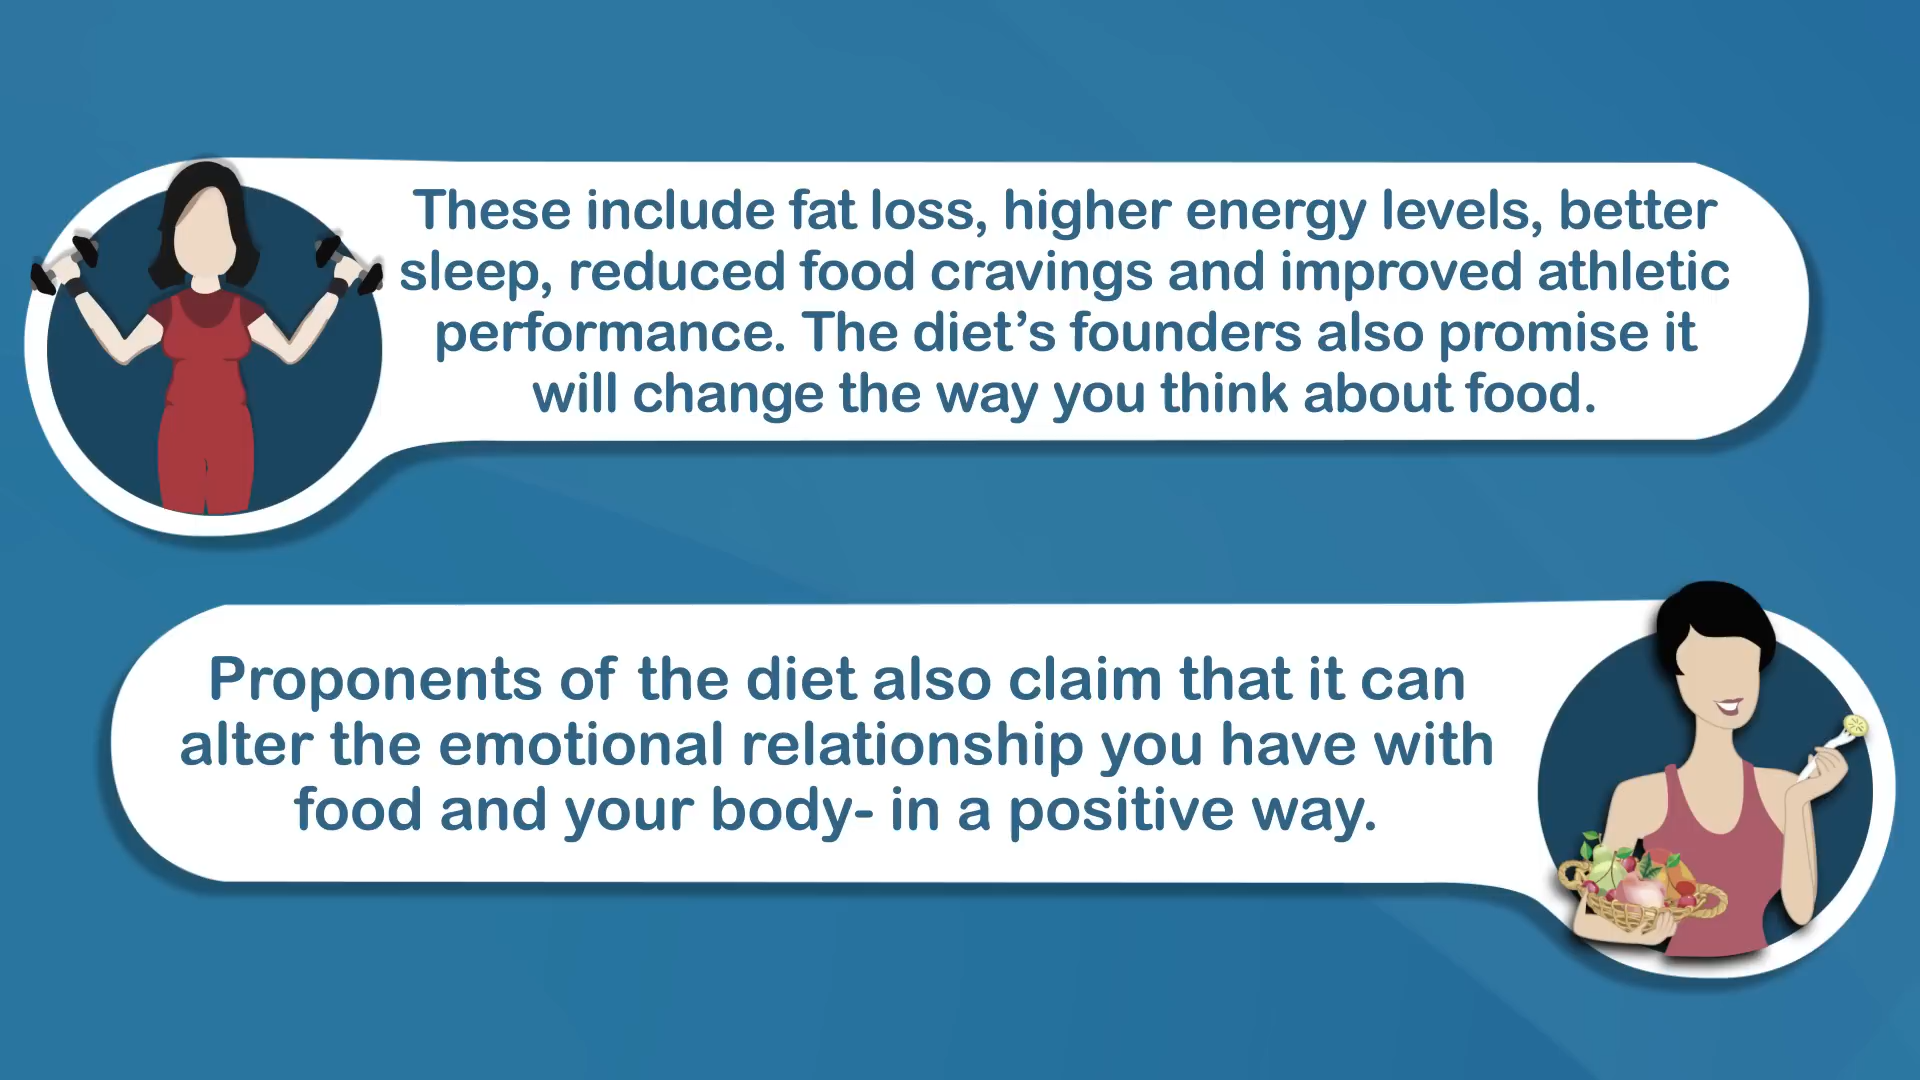 These include fat loss, higher energy levels, better
sleep, reduced food cravings and improved athletic
performance. The diet’s founders also promise it
will change the way you think about food.
Proponents of the diet also claim that it can
alter the emotional relationship you have with
food and your body- in a positive way.